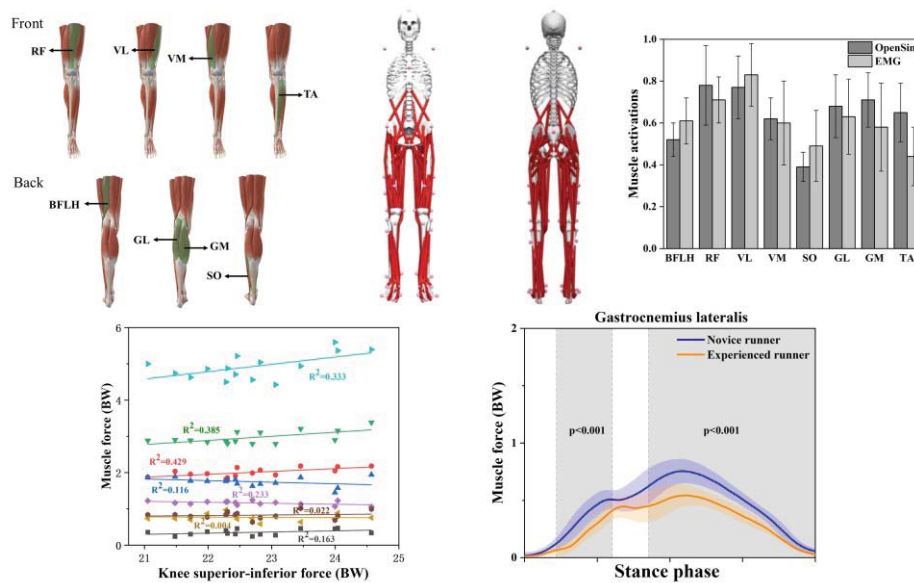 Front
RF
VL
VM
TA
Back
BFLH
GL
GM
SO
OpenSim
EMG
Muscle activations
1.0
0.8
0.6
0.4
0.2
0.0
BFLH RF VL VM SO GL GM TA
Muscle force (BW)
6
4
2
0
R²=0.333
R²=0.385
R²=0.429
R²=0.116
R²=0.233
R²=0.022
R²=0.004
R²=0.163
21 22 23 24 25
Knee superior-inferior force (BW)
Gastrocnemius lateralis
Novice runner
Experienced runner
Muscle force (BW)
2
1
0
p<0.001
p<0.001
Stance phase